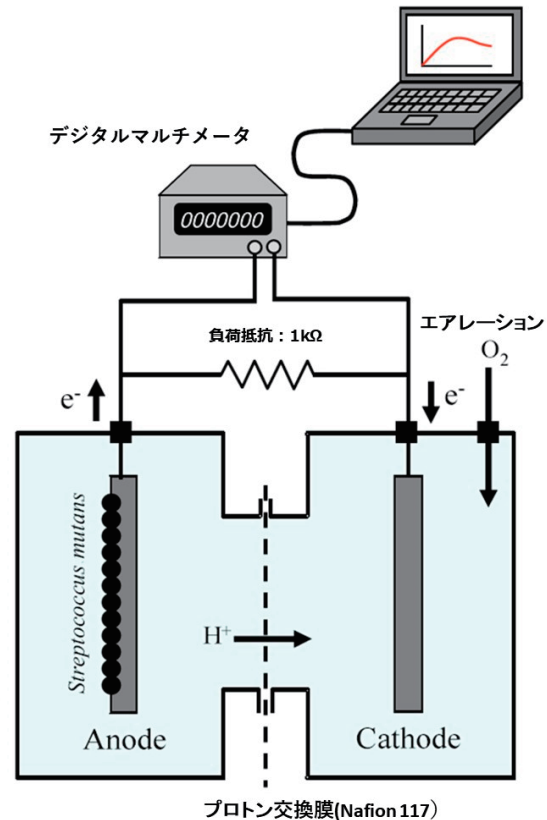 デジタルマルチメータ
0000000
負荷抵抗：1kΩ
エアレーション
O2
e-
e-
Streptococcus mutans
H+
Anode
Cathode
プロトン交換膜(Nafion 117）